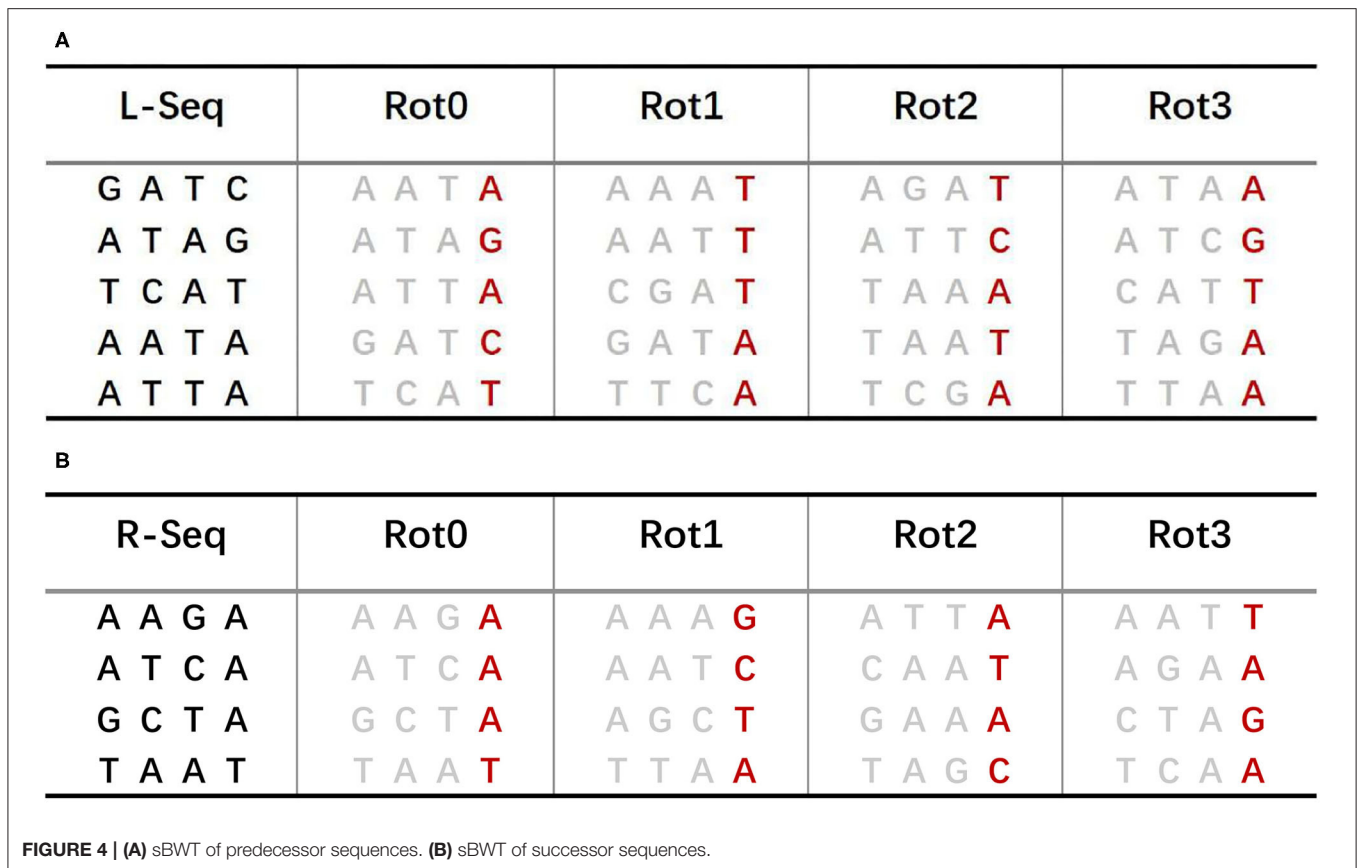 A
L-Seq Rot0 Rot1 Rot2 Rot3
G A T C A A T A A A A T A G A T A T A A
A T A G A T A G A A T T A T T C A T C G
T C A T A T T A C G A T T A A A C A T T
A A T A G A T C G A T A T A A T T A G A
A T T A T C A T T T C A T C G A T T A A
B
R-Seq Rot0 Rot1 Rot2 Rot3
A A G A A A G A A A A G A T T A A A T T
A T C A A T C A A A T C C A A T A G A A
G C T A G C T A A G C T G A A A C T A G
T A A T T A A T T T A A T A G C T C A A
FIGURE 4 | (A) sBWT of predecessor sequences. (B) sBWT of successor sequences.